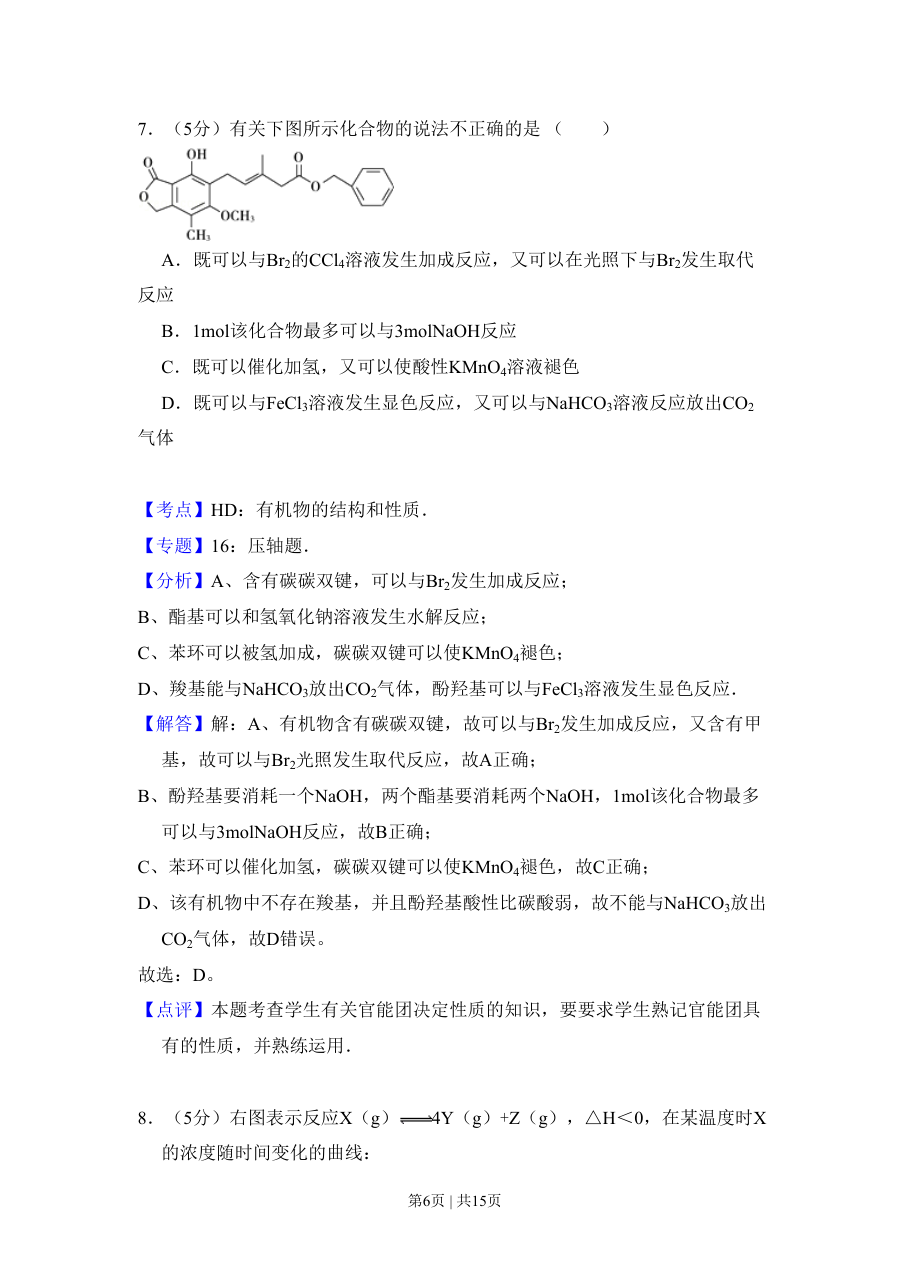 7．（5分）有关下图所示化合物的说法不正确的是 （　　）
O
OH
O
O
O
OCH3
CH3
A．既可以与Br2的CCl4溶液发生加成反应，又可以在光照下与Br2发生取代
反应
B．1mol该化合物最多可以与3molNaOH反应
C．既可以催化加氢，又可以使酸性KMnO4溶液褪色
D．既可以与FeCl3溶液发生显色反应，又可以与NaHCO3溶液反应放出CO2
气体
【考点】HD：有机物的结构和性质．
【专题】16：压轴题．
【分析】A、含有碳碳双键，可以与Br2发生加成反应；
B、酯基可以和氢氧化钠溶液发生水解反应；
C、苯环可以被氢加成，碳碳双键可以使KMnO4褪色；
D、羧基能与NaHCO3放出CO2气体，酚羟基可以与FeCl3溶液发生显色反应．
【解答】解：A、有机物含有碳碳双键，故可以与Br2发生加成反应，又含有甲
基，故可以与Br2光照发生取代反应，故A正确；
B、酚羟基要消耗一个NaOH，两个酯基要消耗两个NaOH，1mol该化合物最多
可以与3molNaOH反应，故B正确；
C、苯环可以催化加氢，碳碳双键可以使KMnO4褪色，故C正确；
D、该有机物中不存在羧基，并且酚羟基酸性比碳酸弱，故不能与NaHCO3放出
CO2气体，故D错误。
故选：D。
【点评】本题考查学生有关官能团决定性质的知识，要要求学生熟记官能团具
有的性质，并熟练运用．
8．（5分）右图表示反应X（g）⇌4Y（g）+Z（g），△H＜0，在某温度时X
的浓度随时间变化的曲线：
第6页 | 共15页